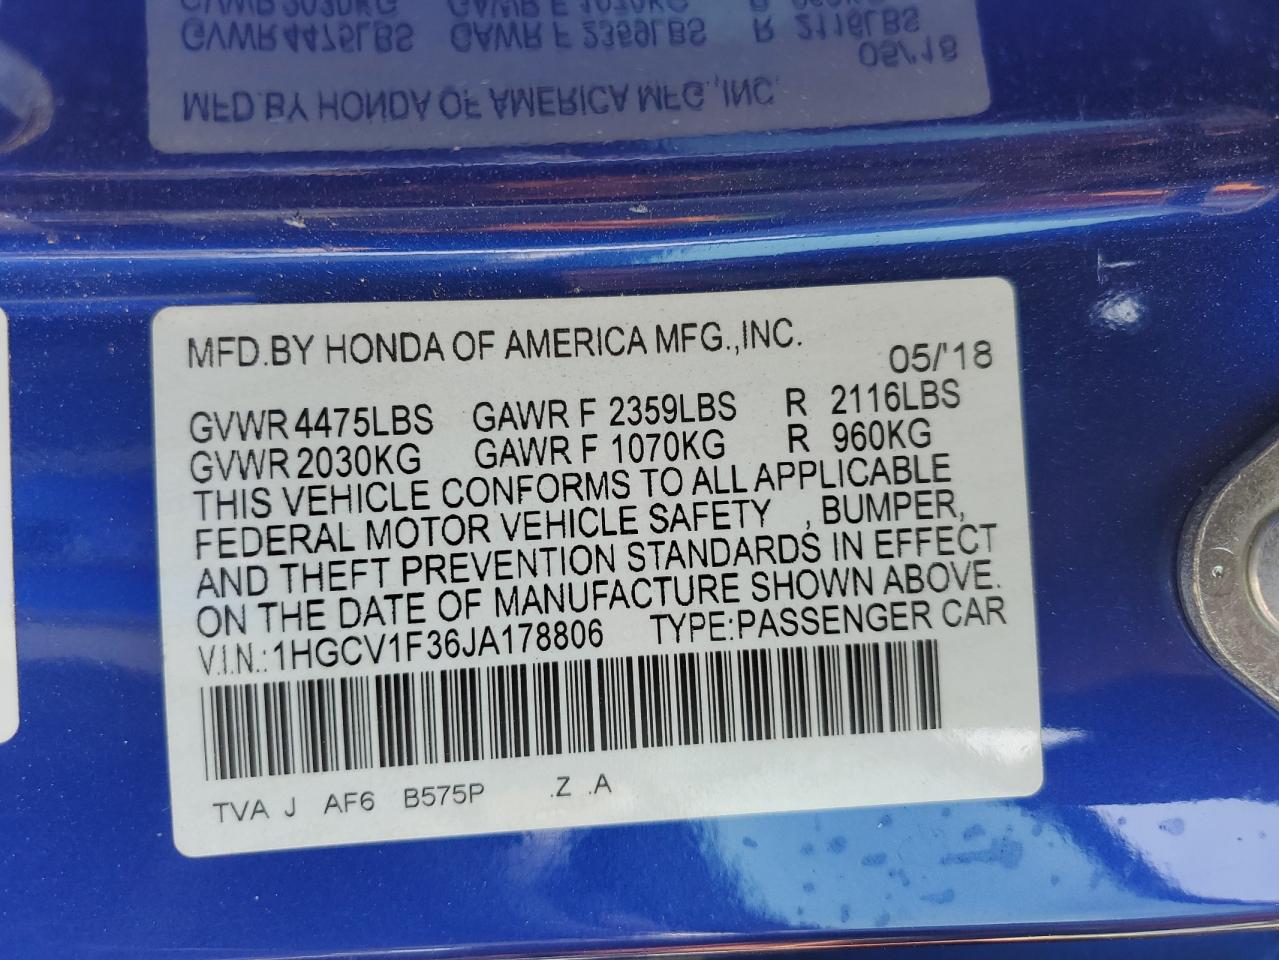 MFD.BY HONDA OF AMERICA MFG.,INC.
05/'18
GVWR 4475LBS GAWR F 2359LBS R 2116LBS
GVWR 2030KG GAWR F 1070KG R 960KG
THIS VEHICLE CONFORMS TO ALL APPLICABLE
FEDERAL MOTOR VEHICLE SAFETY , BUMPER,
AND THEFT PREVENTION STANDARDS IN EFFECT
ON THE DATE OF MANUFACTURE SHOWN ABOVE.
V.I.N.:1HGCV1F36JA178806 TYPE:PASSENGER CAR
TVA J AF6 B575P .Z .A